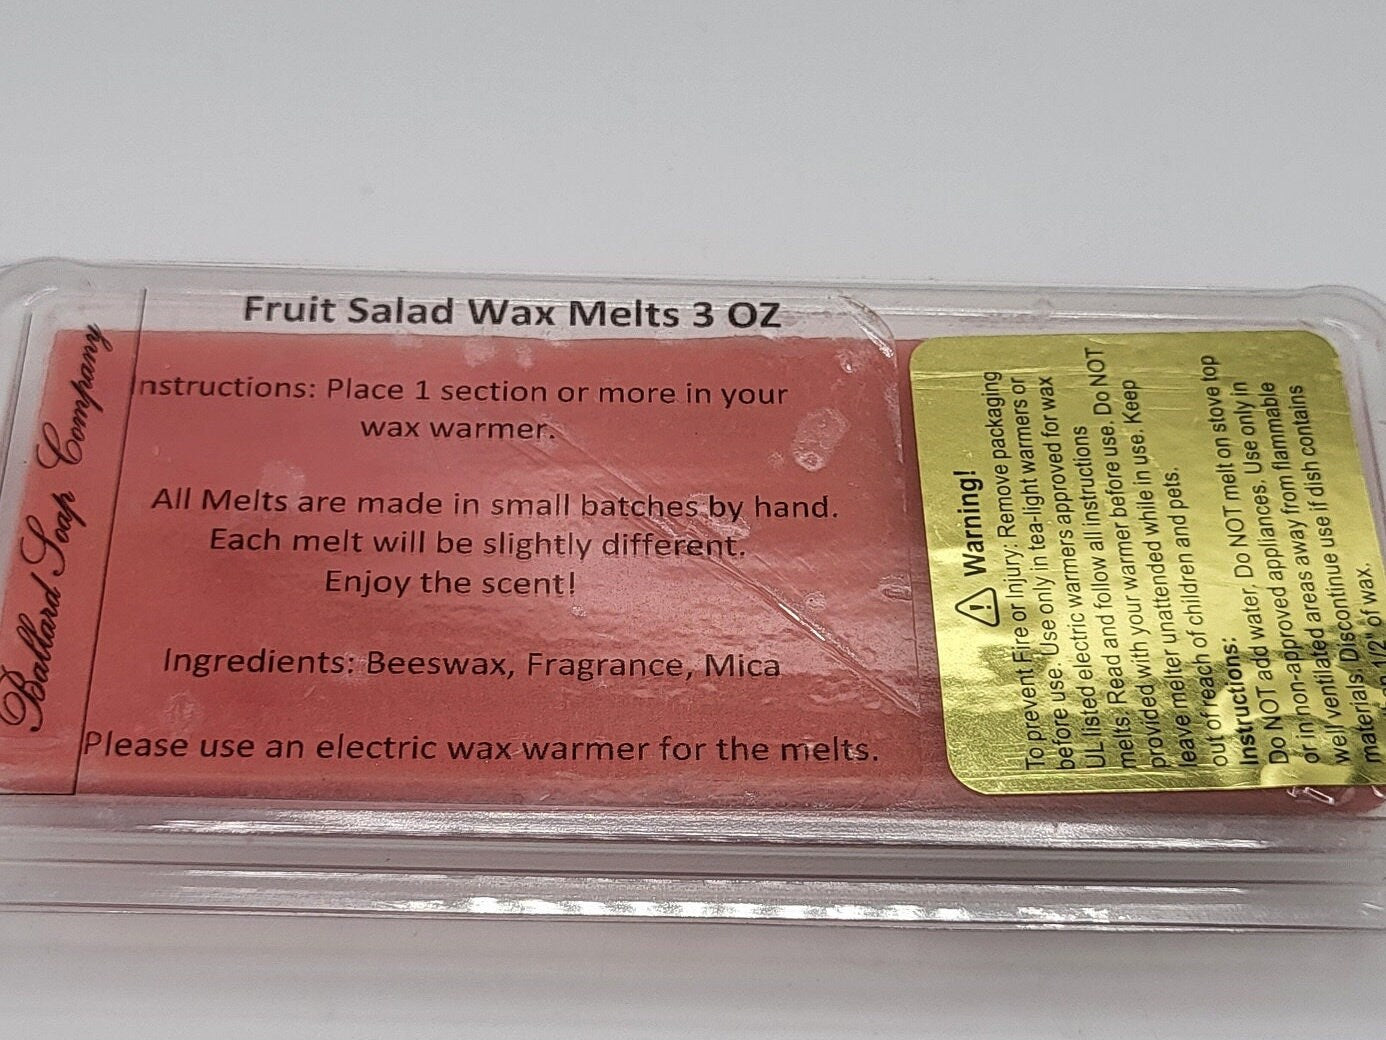 Fruit Salad Wax Melts 3 OZ
Ballard Soap Company
Instructions: Place 1 section or more in your
wax warmer.
All Melts are made in small batches by hand.
Each melt will be slightly different.
Enjoy the scent!
Ingredients: Beeswax, Fragrance, Mica
Please use an electric wax warmer for the melts.
Warning!
To prevent Fire or Injury: Remove packaging
before use. Use only in tea-light warmers or
UL listed electric warmers approved for wax
melts. Read and follow all instructions
provided with your warmer before use. Do NOT
leave melter unattended while in use. Keep
out of reach of children and pets.
Instructions:
Do NOT add water. Do NOT melt on stove top
or in non-approved appliances. Use only in
well ventilated areas away from flammable
materials. Discontinue use if dish contains
1/2" of wax.